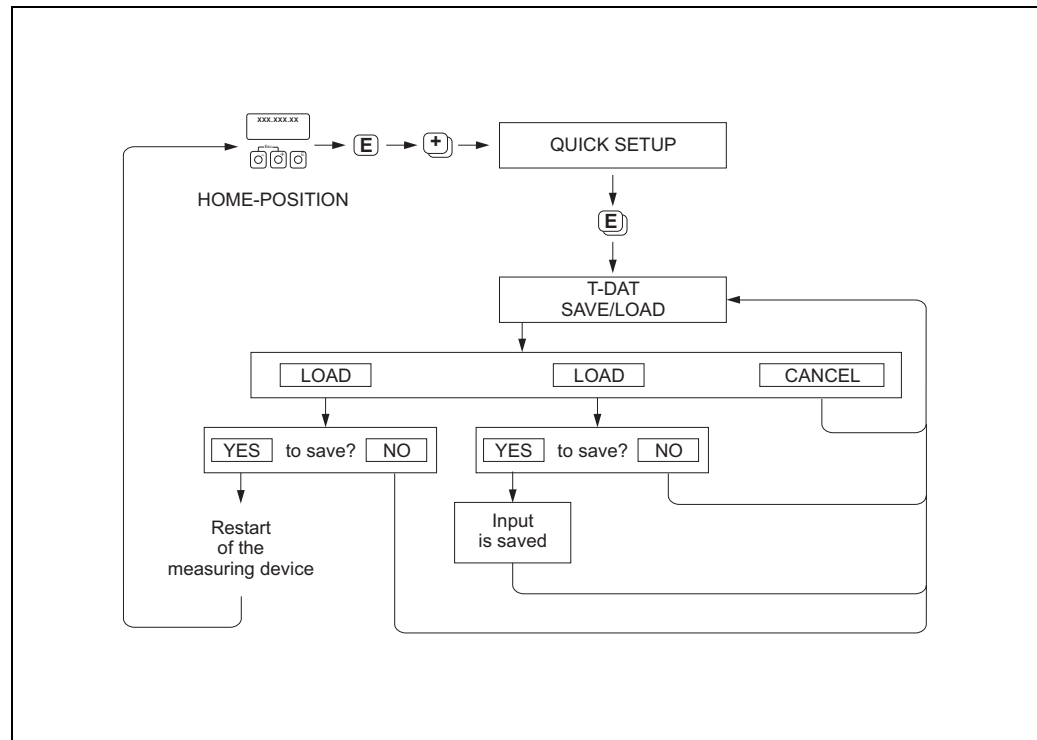 xxx.xxx.xx
Esc
E
+
QUICK SETUP
HOME-POSITION
E
T-DAT
SAVE/LOAD
LOAD
LOAD
CANCEL
YES to save? NO
YES to save? NO
Restart
of the
measuring device
Input
is saved